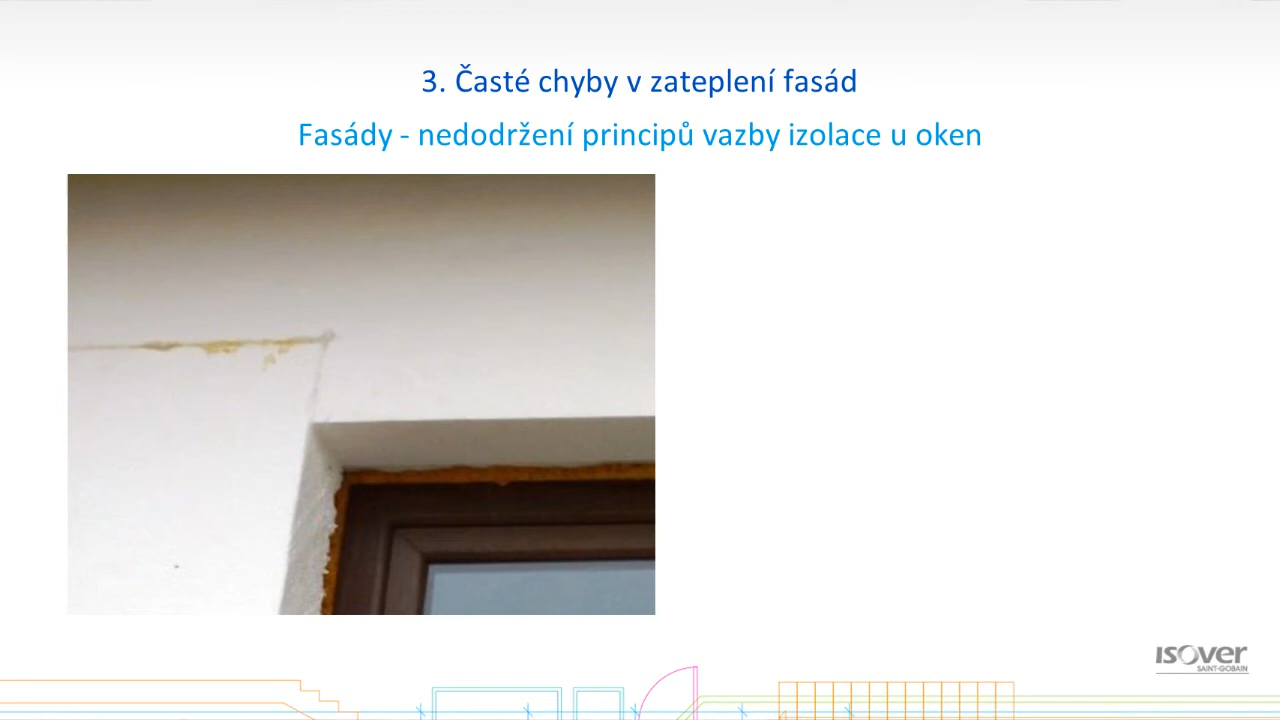 3. Časté chyby v zateplení fasád
Fasády - nedodržení principů vazby izolace u oken
ISOVER
SAINT-GOBAIN